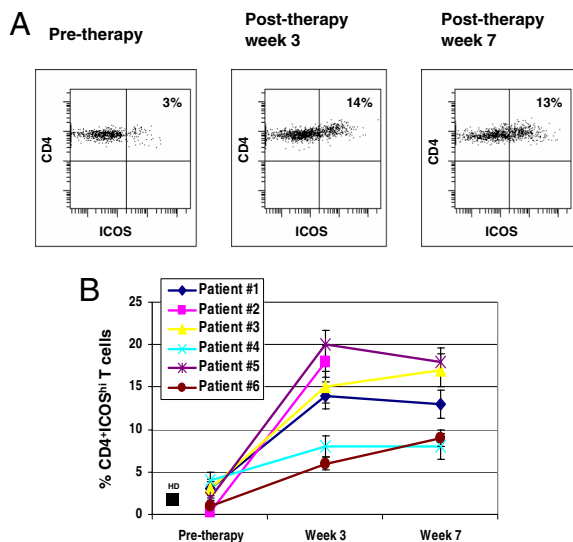 A
Pre-therapy
Post-therapy
week 3
Post-therapy
week 7
3%
CD4
ICOS
14%
CD4
ICOS
13%
CD4
ICOS
B
Patient #1
Patient #2
Patient #3
Patient #4
Patient #5
Patient #6
% CD4+ICOShi T cells
25
20
15
10
5
0
HD
Pre-therapy
Week 3
Week 7